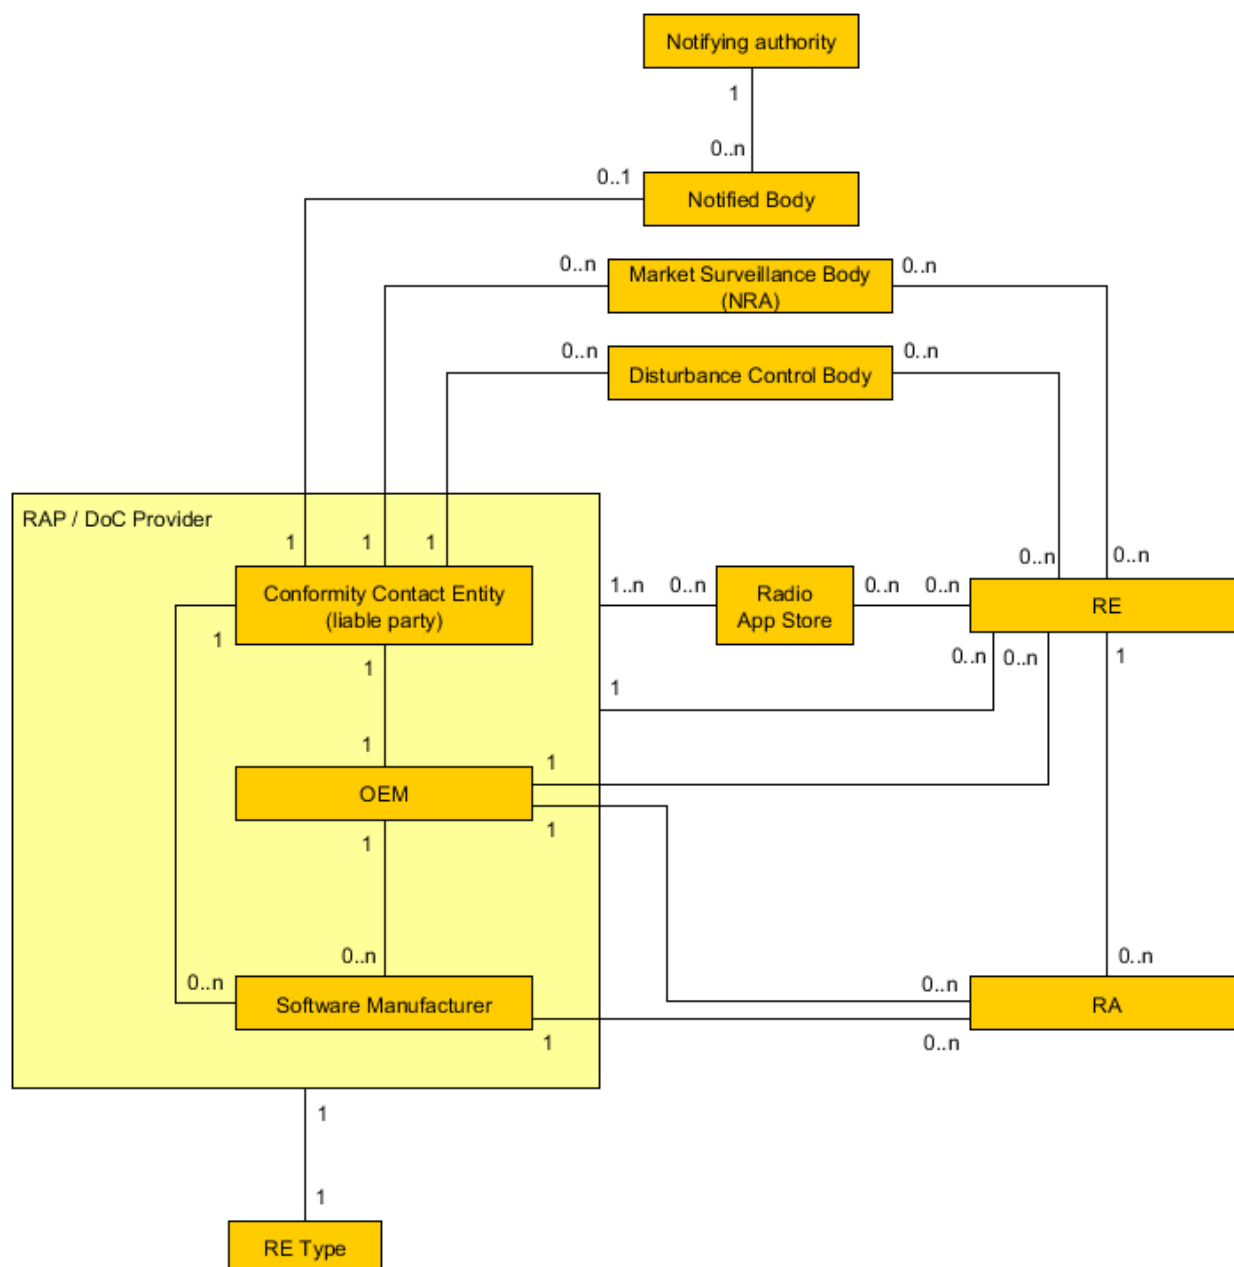 Notifying authority
1
0..n
0..1
Notified Body
0..n
Market Surveillance Body
(NRA)
0..n
0..n
Disturbance Control Body
0..n
RAP / DoC Provider
1
1
1
0..n
0..n
Conformity Contact Entity
(liable party)
1..n
0..n
Radio
App Store
0..n
0..n
RE
1
1
0..n
0..n
1
1
1
1
OEM
1
1
0..n
0..n
0..n
0..n
Software Manufacturer
RA
1
0..n
1
1
RE Type